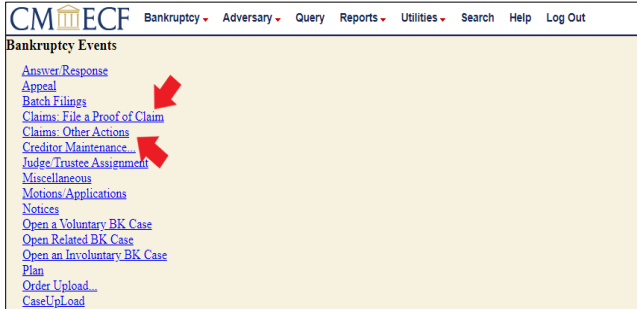 CM ECF Bankruptcy Adversary Query Reports Utilities Search Help Log Out
Bankruptcy Events
Answer/Response
Appeal
Batch Filings
Claims: File a Proof of Claim
Claims: Other Actions
Creditor Maintenance...
Judge/Trustee Assignment
Miscellaneous
Motions/Applications
Notices
Open a Voluntary BK Case
Open Related BK Case
Open an Involuntary BK Case
Plan
Order Upload...
CaseUpLoad